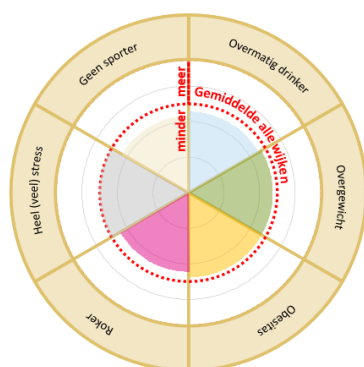 Geen sporter
Overmatig drinker
Overgewicht
Obesitas
Roker
Heel (veel) stress
minder meer
Gemiddelde alle wijken